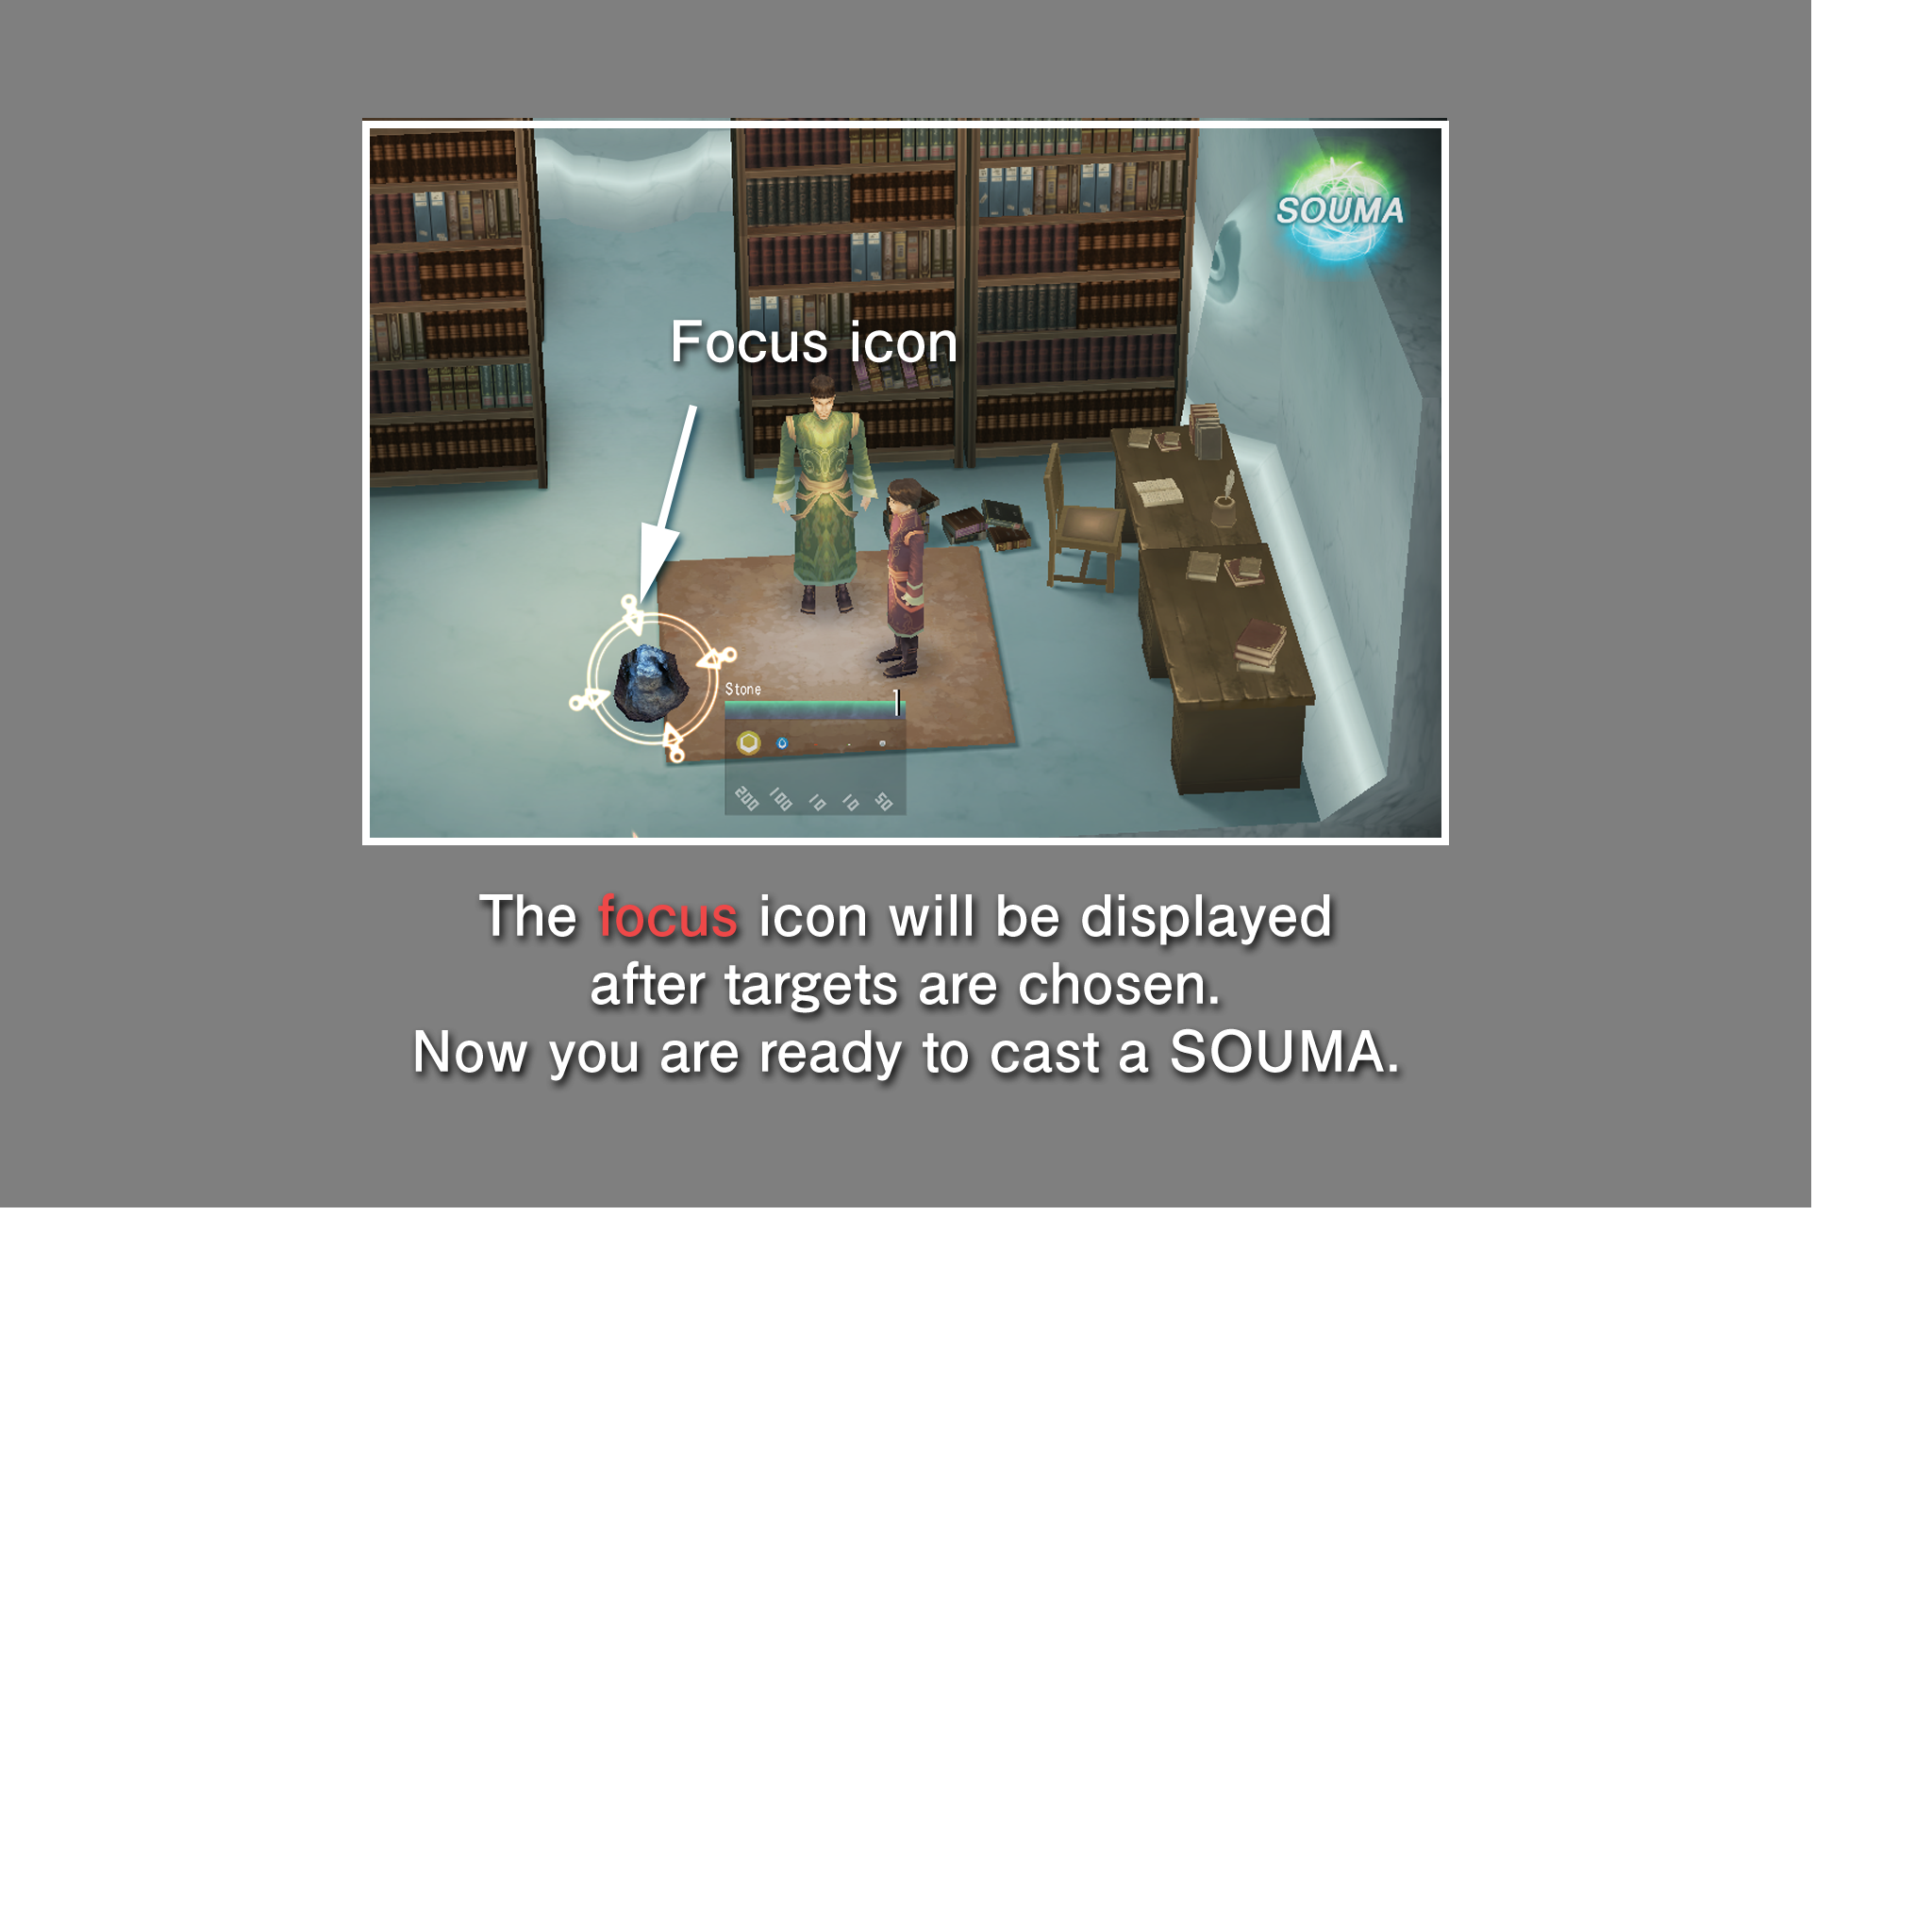 SOUMA
Focus icon
Stone
200 100 10 10 50
The focus icon will be displayed
after targets are chosen.
Now you are ready to cast a SOUMA.